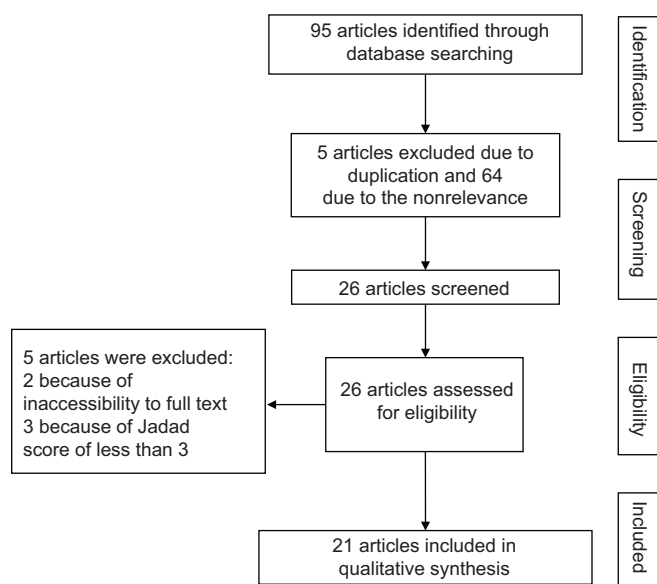 95 articles identified through
database searching
Identification
5 articles excluded due to
duplication and 64
due to the nonrelevance
Screening
26 articles screened
5 articles were excluded:
2 because of
inaccessibility to full text
3 because of Jadad
score of less than 3
26 articles assessed
for eligibility
Eligibility
21 articles included in
qualitative synthesis
Included